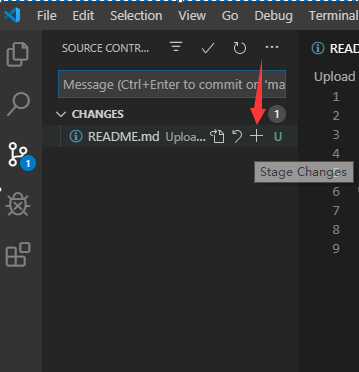 File Edit Selection View Go Debug Terminal
SOURCE CONTR... ···
Message (Ctrl+Enter to commit on 'ma
CHANGES 1
README.md Uploa... U
Stage Changes
1
READ
Upload
1
2
3
4
5
6
7
8
9